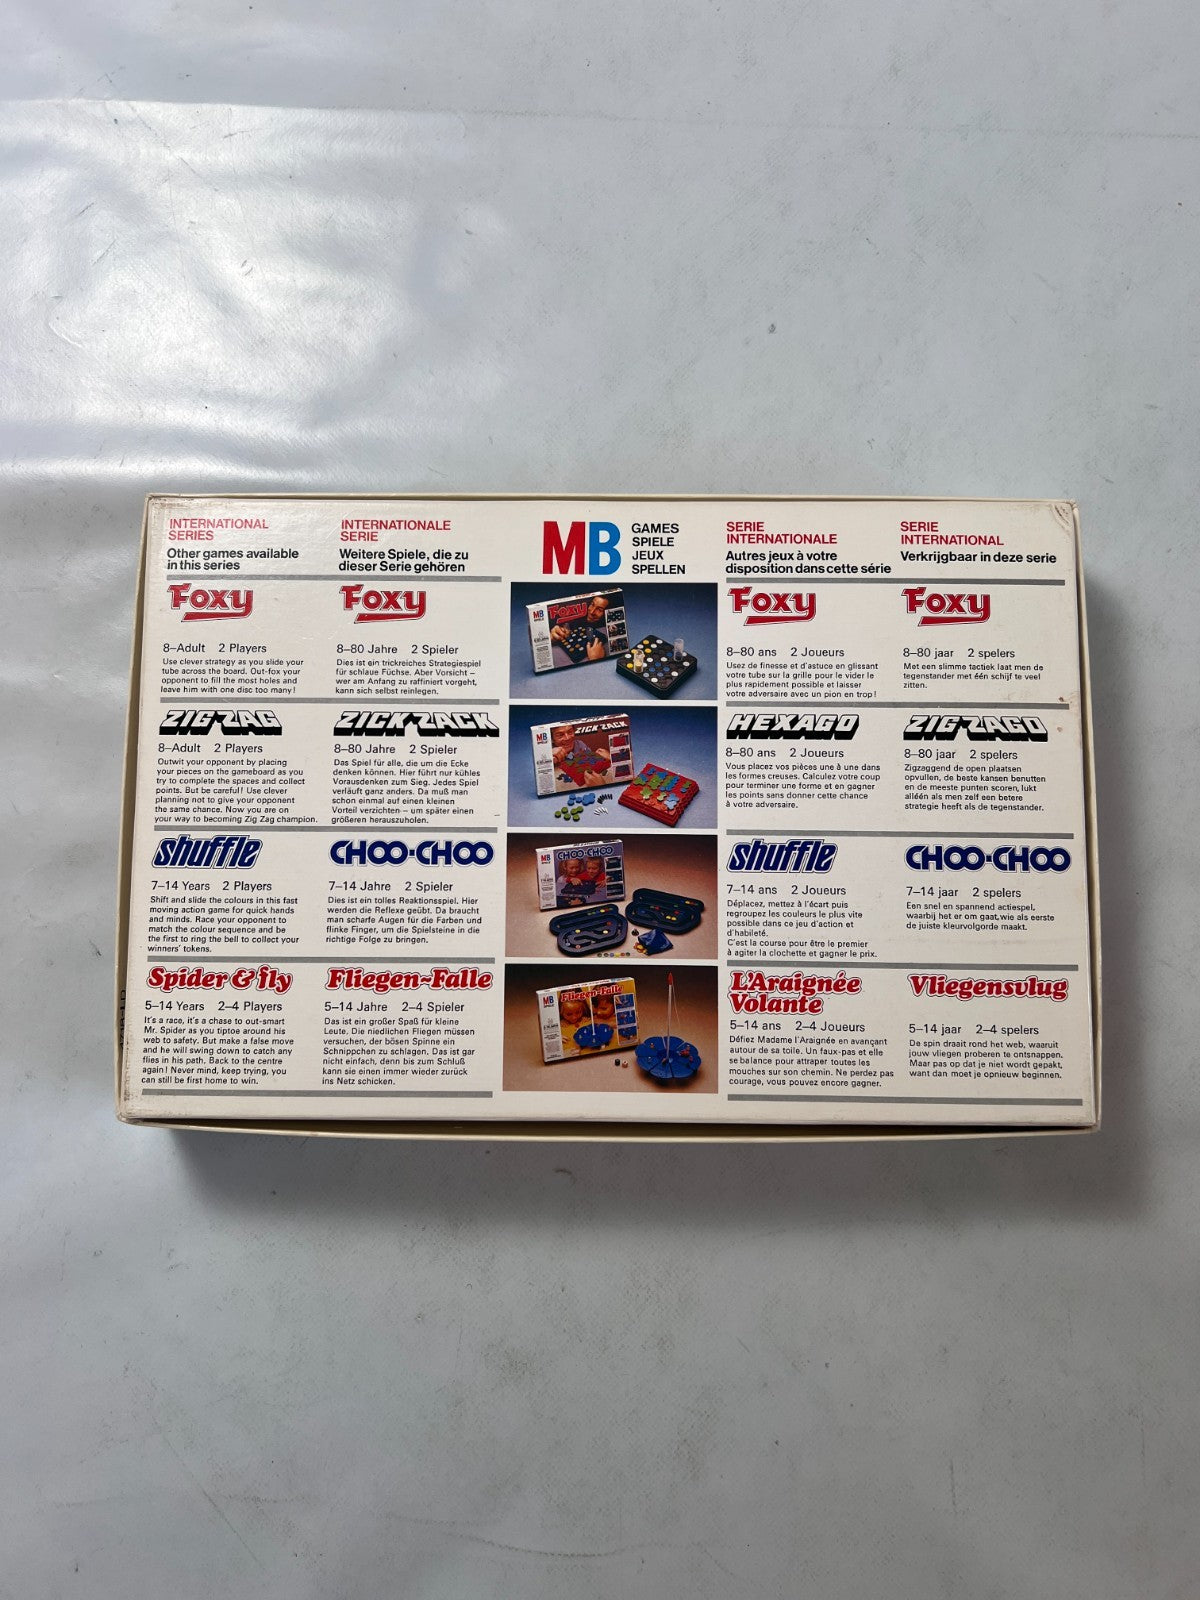 INTERNATIONAL
SERIES
Other games available
in this series
Foxy
8–Adult 2 Players
Use clever strategy as you slide your
tube across the board. Out-fox your
opponent to fill the most holes and
leave him with one disc too many!
ZIG ZAG
8–Adult 2 Players
Outwit your opponent by placing
your pieces on the gameboard as you
try to complete the spaces and collect
points. But be careful! Use clever
planning not to give your opponent
the same chance. Now you are on
your way to becoming Zig Zag champion.
shuffle
7–14 Years 2 Players
Shift and slide the colours in this fast
moving action game for quick hands
and minds. Race your opponent to
match the colour sequence and be
the first to ring the bell to collect your
winners' tokens.
Spider & fly
5–14 Years 2–4 Players
It's a race, it's a chase to out-smart
Mr. Spider as you tiptoe around his
web to safety. But make a false move
and he will swing down to catch any
flies in his path. Back to the centre
again! Never mind, keep trying, you
can still be first home to win.
INTERNATIONALE
SERIE
Weitere Spiele, die zu
dieser Serie gehören
Foxy
8–80 Jahre 2 Spieler
Dies ist ein trickreiches Strategiespiel
für schlaue Füchse. Aber Vorsicht –
wer am Anfang zu raffiniert vorgeht,
kann sich selbst reinlegen.
ZICK ZACK
8–80 Jahre 2 Spieler
Das Spiel für alle, die um die Ecke
denken können. Hier führt nur kühles
Vorausdenken zum Sieg. Jedes Spiel
verläuft ganz anders. Da muß man
schon einmal auf einen kleinen
Vorteil verzichten – um später einen
größeren herauszuholen.
CHOO-CHOO
7–14 Jahre 2 Spieler
Dies ist ein tolles Reaktionsspiel. Hier
werden die Reflexe geübt. Da braucht
man scharfe Augen für die Farben und
flinke Finger, um die Spielsteine in die
richtige Folge zu bringen.
Fliegen-Falle
5–14 Jahre 2–4 Spieler
Das ist ein großer Spaß für kleine
Leute. Die niedlichen Fliegen müssen
versuchen, der bösen Spinne ein
Schnippchen zu schlagen. Das ist gar
nicht einfach, denn bis zum Schluß
kann sie einen immer wieder zurück
ins Netz schicken.
MB
GAMES
SPIELE
JEUX
SPELLEN
MB
Foxy
MB
ZICK ZACK
MB
CHOO-CHOO
MB
Fliegen-Falle
SERIE
INTERNATIONALE
Autres jeux à votre
disposition dans cette série
Foxy
8–80 ans 2 Joueurs
Usez de finesse et d'astuce en glissant
votre tube sur la grille pour le vider le
plus rapidement possible et laisser
votre adversaire avec un pion en trop!
HEXAGO
8–80 ans 2 Joueurs
Vous placez vos pièces une à une dans
les formes creuses. Calculez votre coup
pour terminer une forme et en gagner
les points sans donner cette chance
à votre adversaire.
shuffle
7–14 ans 2 Joueurs
Déplacez, mettez à l'écart puis
regroupez les couleurs le plus vite
possible dans ce jeu d'action et
d'habileté.
C'est la course pour être le premier
à agiter la clochette et gagner le prix.
L'Araignée
Volante
5–14 ans 2–4 Joueurs
Défiez Madame l'Araignée en avançant
autour de sa toile. Un faux-pas et elle
se balance pour attraper toutes les
mouches sur son chemin. Ne perdez pas
courage, vous pouvez encore gagner.
SERIE
INTERNATIONAL
Verkrijgbaar in deze serie
Foxy
8–80 jaar 2 spelers
Met een slimme tactiek laat men de
tegenstander met één schijf te veel
zitten.
ZIG ZAGO
8–80 jaar 2 spelers
Zigzaggend de open plaatsen
opvullen, de beste kansen benutten
en de meeste punten scoren, lukt
alléén als men zelf een betere
strategie heeft als de tegenstander.
CHOO-CHOO
7–14 jaar 2 spelers
Een snel en spannend actiespel,
waarbij het er om gaat, wie als eerste
de juiste kleurvolgorde maakt.
Vliegensvlug
5–14 jaar 2–4 spelers
De spin draait rond het web, waaruit
jouw vliegen proberen te ontsnappen.
Maar pas op dat je niet wordt gepakt,
want dan moet je opnieuw beginnen.